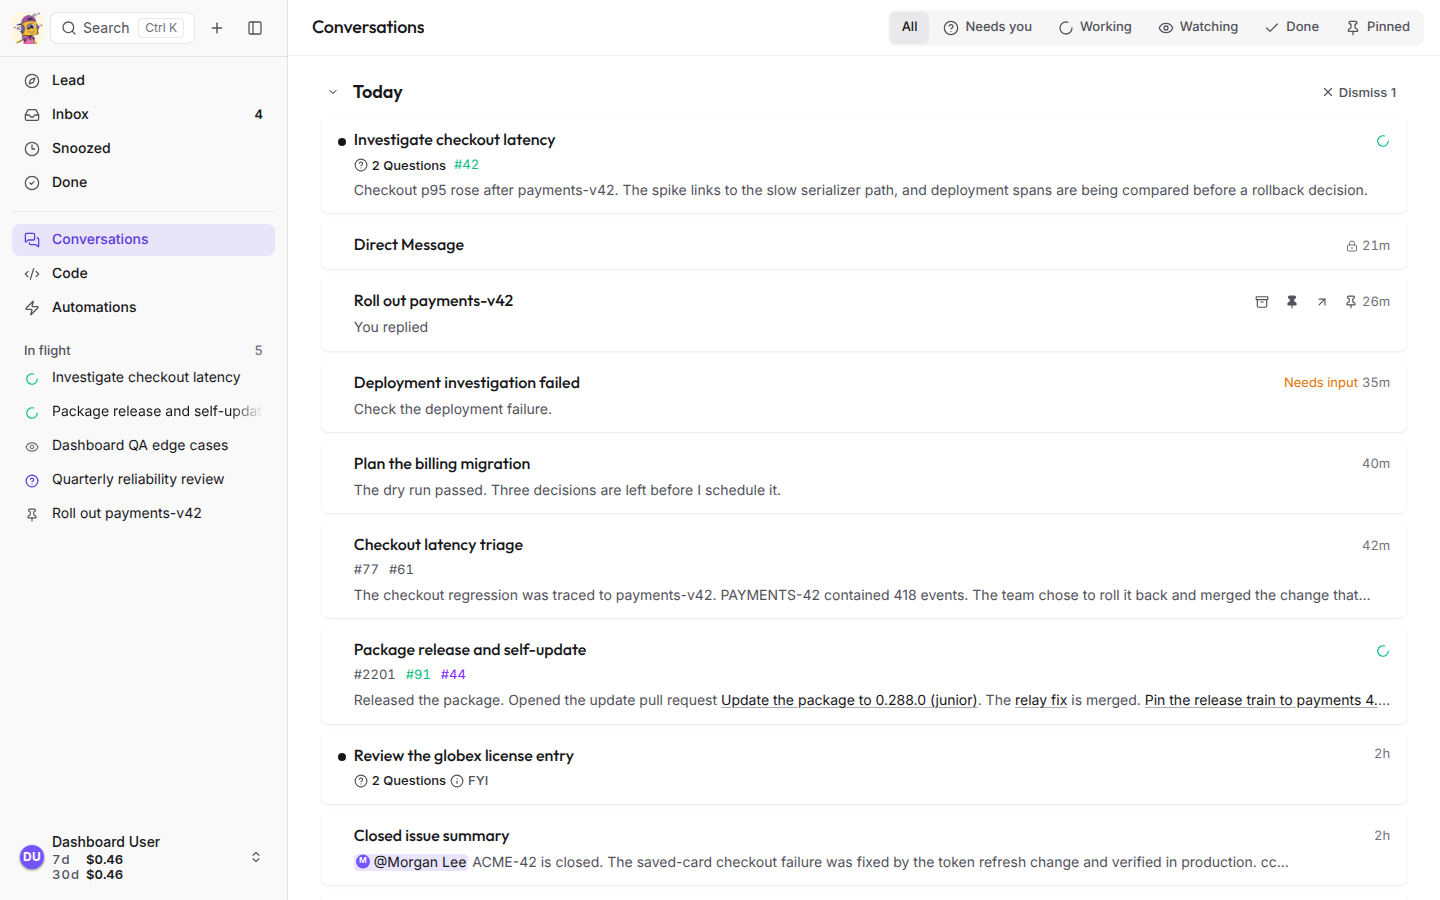 Search Ctrl K
Lead
Inbox 4
Snoozed
Done
Conversations
Code
Automations
In flight 5
Investigate checkout latency
Package release and self-updat
Dashboard QA edge cases
Quarterly reliability review
Roll out payments-v42
DU
Dashboard User
7d $0.46
30d $0.46
Conversations
All Needs you Working Watching Done Pinned
Today Dismiss 1
Investigate checkout latency
2 Questions #42
Checkout p95 rose after payments-v42. The spike links to the slow serializer path, and deployment spans are being compared before a rollback decision.
Direct Message 21m
Roll out payments-v42 26m
You replied
Deployment investigation failed Needs input 35m
Check the deployment failure.
Plan the billing migration 40m
The dry run passed. Three decisions are left before I schedule it.
Checkout latency triage 42m
#77 #61
The checkout regression was traced to payments-v42. PAYMENTS-42 contained 418 events. The team chose to roll it back and merged the change that...
Package release and self-update
#2201 #91 #44
Released the package. Opened the update pull request Update the package to 0.288.0 (junior). The relay fix is merged. Pin the release train to payments 4....
Review the globex license entry 2h
2 Questions FYI
Closed issue summary 2h
M @Morgan Lee ACME-42 is closed. The saved-card checkout failure was fixed by the token refresh change and verified in production. cc...